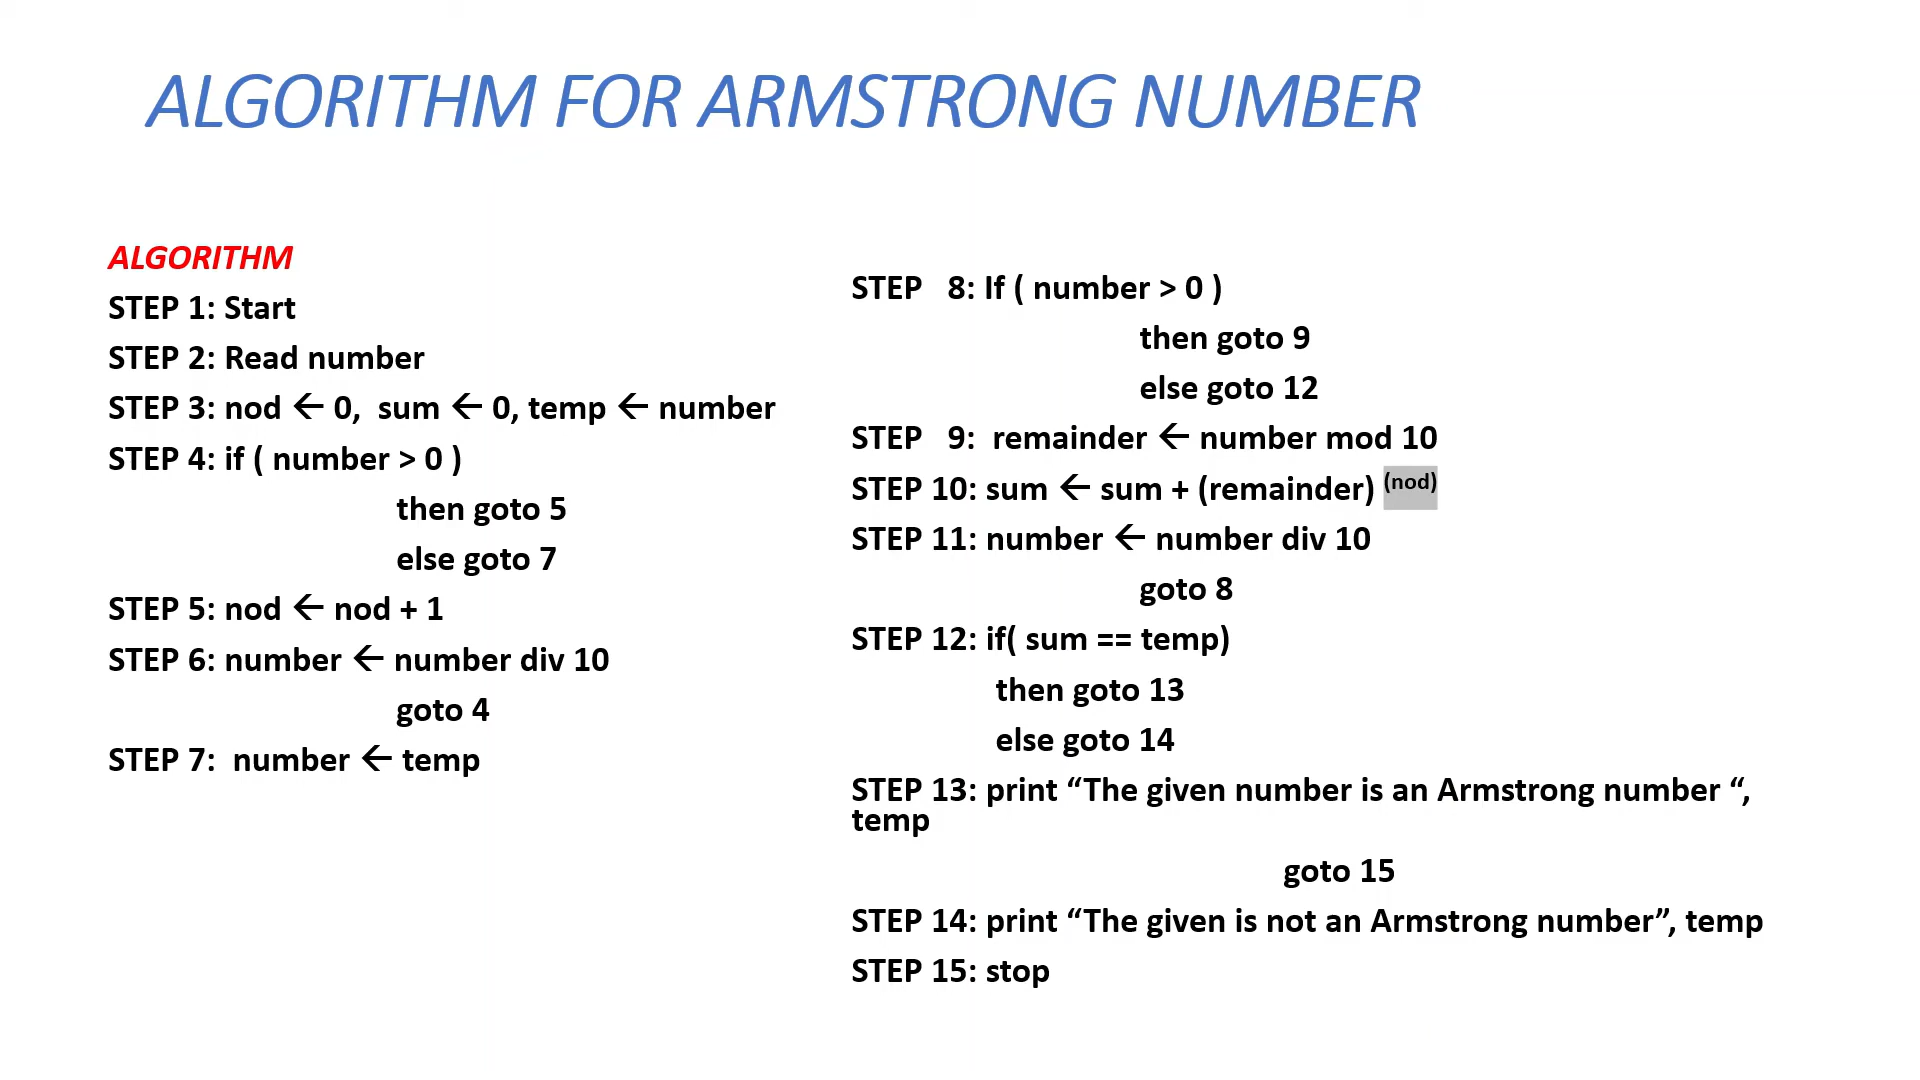 ALGORITHM FOR ARMSTRONG NUMBER
ALGORITHM
STEP 1: Start
STEP 2: Read number
STEP 3: nod ← 0, sum ← 0, temp ← number
STEP 4: if ( number > 0 )
then goto 5
else goto 7
STEP 5: nod ← nod + 1
STEP 6: number ← number div 10
goto 4
STEP 7: number ← temp
STEP 8: If ( number > 0 )
then goto 9
else goto 12
STEP 9: remainder ← number mod 10
STEP 10: sum ← sum + (remainder) (nod)
STEP 11: number ← number div 10
goto 8
STEP 12: if( sum == temp)
then goto 13
else goto 14
STEP 13: print “The given number is an Armstrong number “,
temp
goto 15
STEP 14: print “The given is not an Armstrong number”, temp
STEP 15: stop